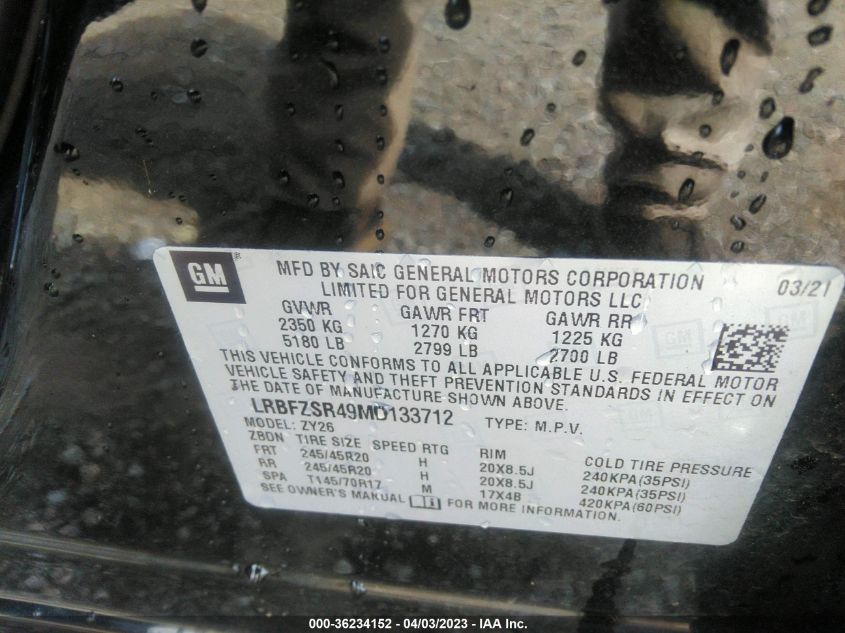 GM
MFD BY SAIC GENERAL MOTORS CORPORATION
LIMITED FOR GENERAL MOTORS LLC
03/21
GVWR GAWR FRT GAWR RR
2350 KG 1270 KG 1225 KG
5180 LB 2799 LB 2700 LB
THIS VEHICLE CONFORMS TO ALL APPLICABLE U.S. FEDERAL MOTOR
VEHICLE SAFETY AND THEFT PREVENTION STANDARDS IN EFFECT ON
THE DATE OF MANUFACTURE SHOWN ABOVE.
LRBFZSR49MD133712 TYPE: M.P.V.
MODEL: ZY26
ZBDN TIRE SIZE SPEED RTG RIM COLD TIRE PRESSURE
FRT 245/45R20 H 20X8.5J 240KPA(35PSI)
RR 245/45R20 H 20X8.5J 240KPA(35PSI)
SPA T145/70R17 M 17X4B 420KPA(60PSI)
SEE OWNER'S MANUAL FOR MORE INFORMATION.
000-36234152 - 04/03/2023 - IAA Inc.